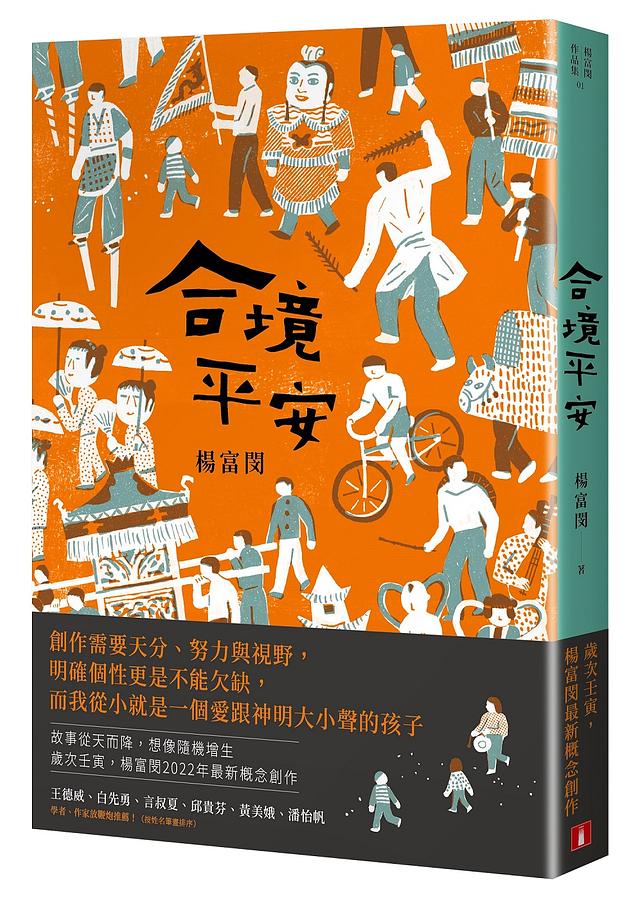 合境
平安
楊富閔
創作需要天分、努力與視野，
明確個性更是不能欠缺，
而我從小就是一個愛跟神明大小聲的孩子
故事從天而降，想像隨機增生
歲次壬寅，楊富閔2022年最新概念創作
王德威、白先勇、言叔夏、邱貴芬、黃美娥、潘怡帆
學者、作家放鞭炮推薦！（按姓名筆畫排序）
楊富閔
作品集 01
合境平安
楊富閔 著
歲次壬寅，
楊富閔最新概念創作